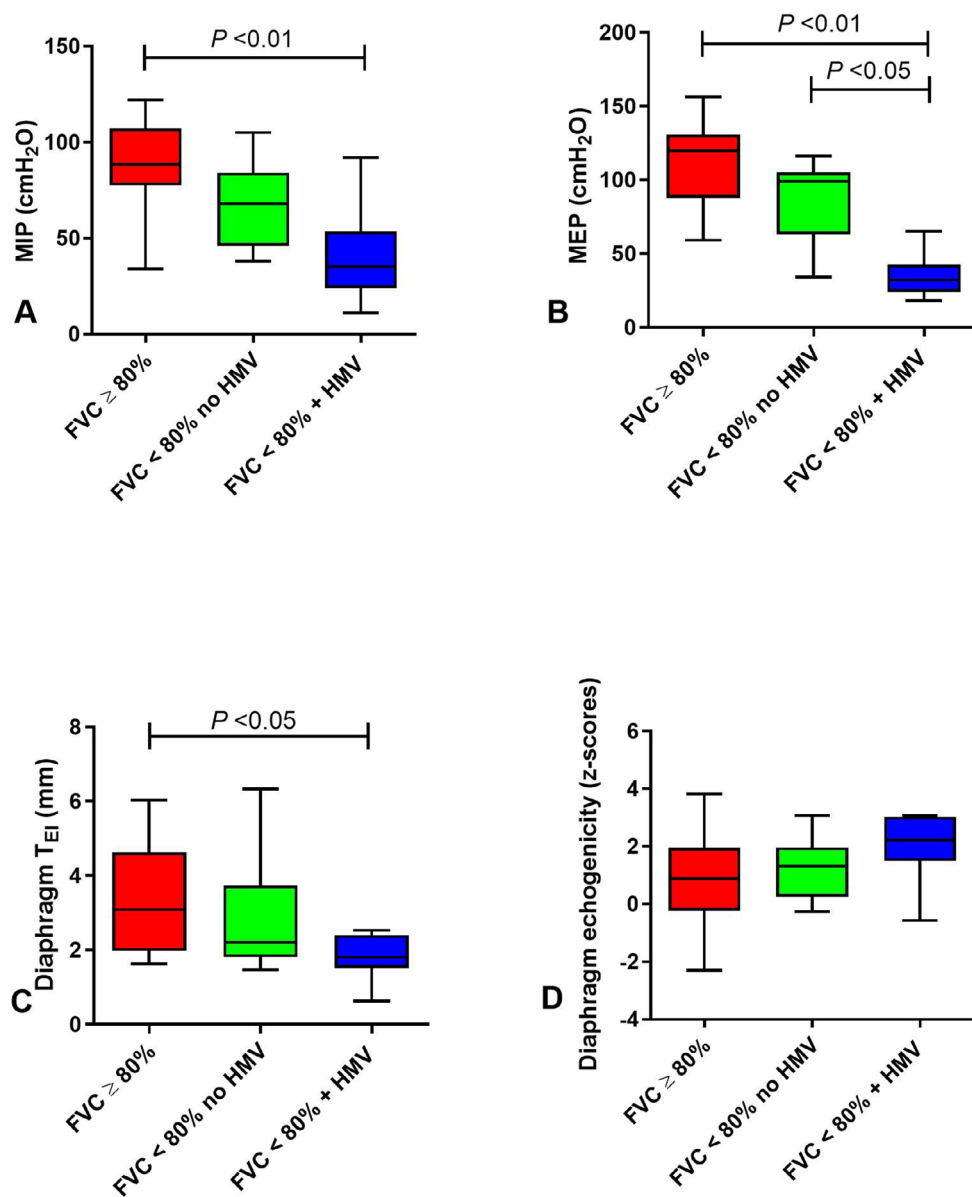 P <0.01
150
100
50
0
MIP (cmH₂O)
A
FVC ≥ 80%
FVC < 80% no HMV
FVC < 80% + HMV
P <0.01
P <0.05
200
150
100
50
0
MEP (cmH₂O)
B
FVC ≥ 80%
FVC < 80% no HMV
FVC < 80% + HMV
P <0.05
8
6
4
2
0
Diaphragm T_EI (mm)
C
FVC ≥ 80%
FVC < 80% no HMV
FVC < 80% + HMV
6
4
2
0
-2
-4
Diaphragm echogenicity (z-scores)
D
FVC ≥ 80%
FVC < 80% no HMV
FVC < 80% + HMV